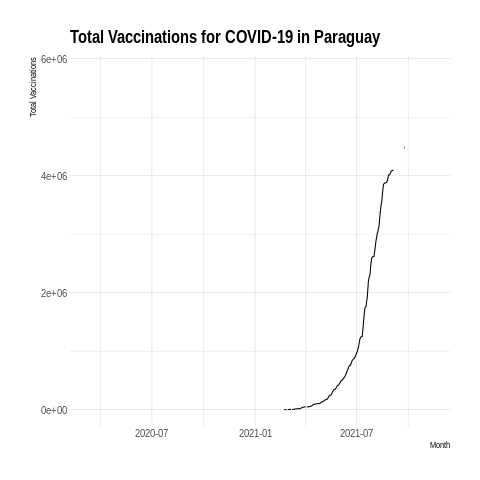 Total Vaccinations for COVID-19 in Paraguay
Total Vaccinations
6e+06
4e+06
2e+06
0e+00
2020-07
2021-01
2021-07
Month